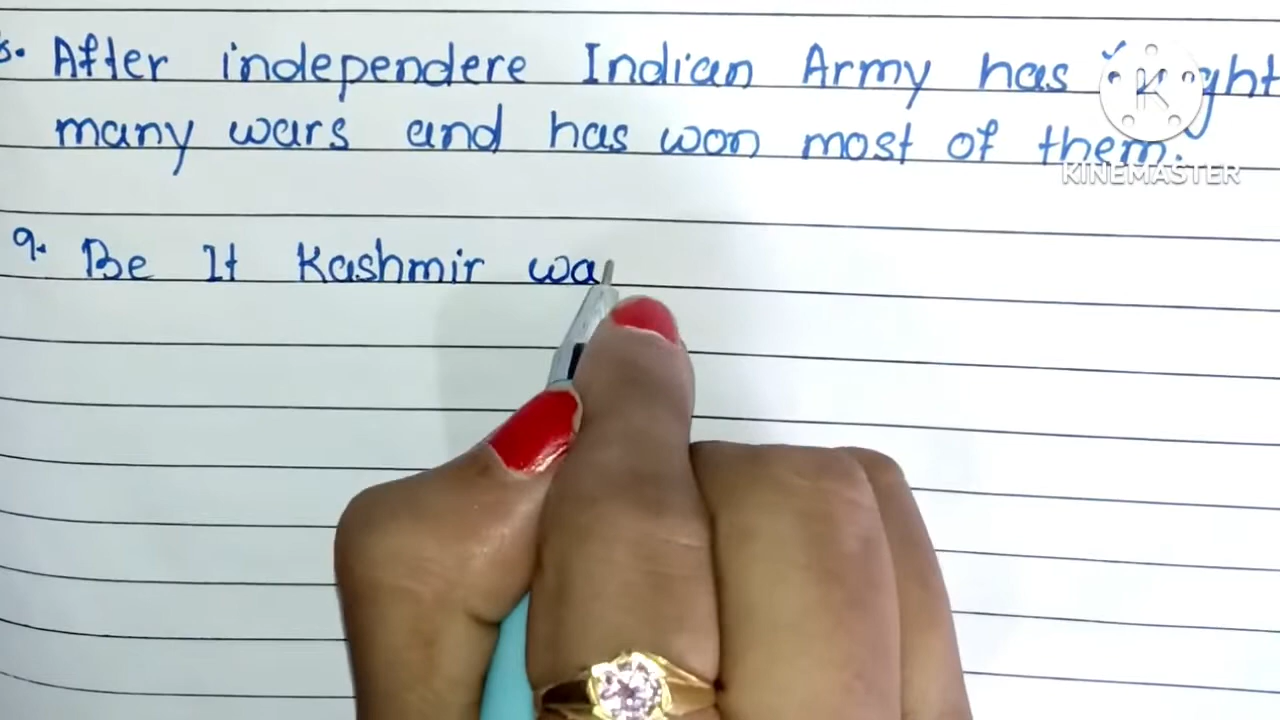 After independere Indian Army has
many wars and has won most of them.
KINEMASTER
9. Be It Kashmir wa